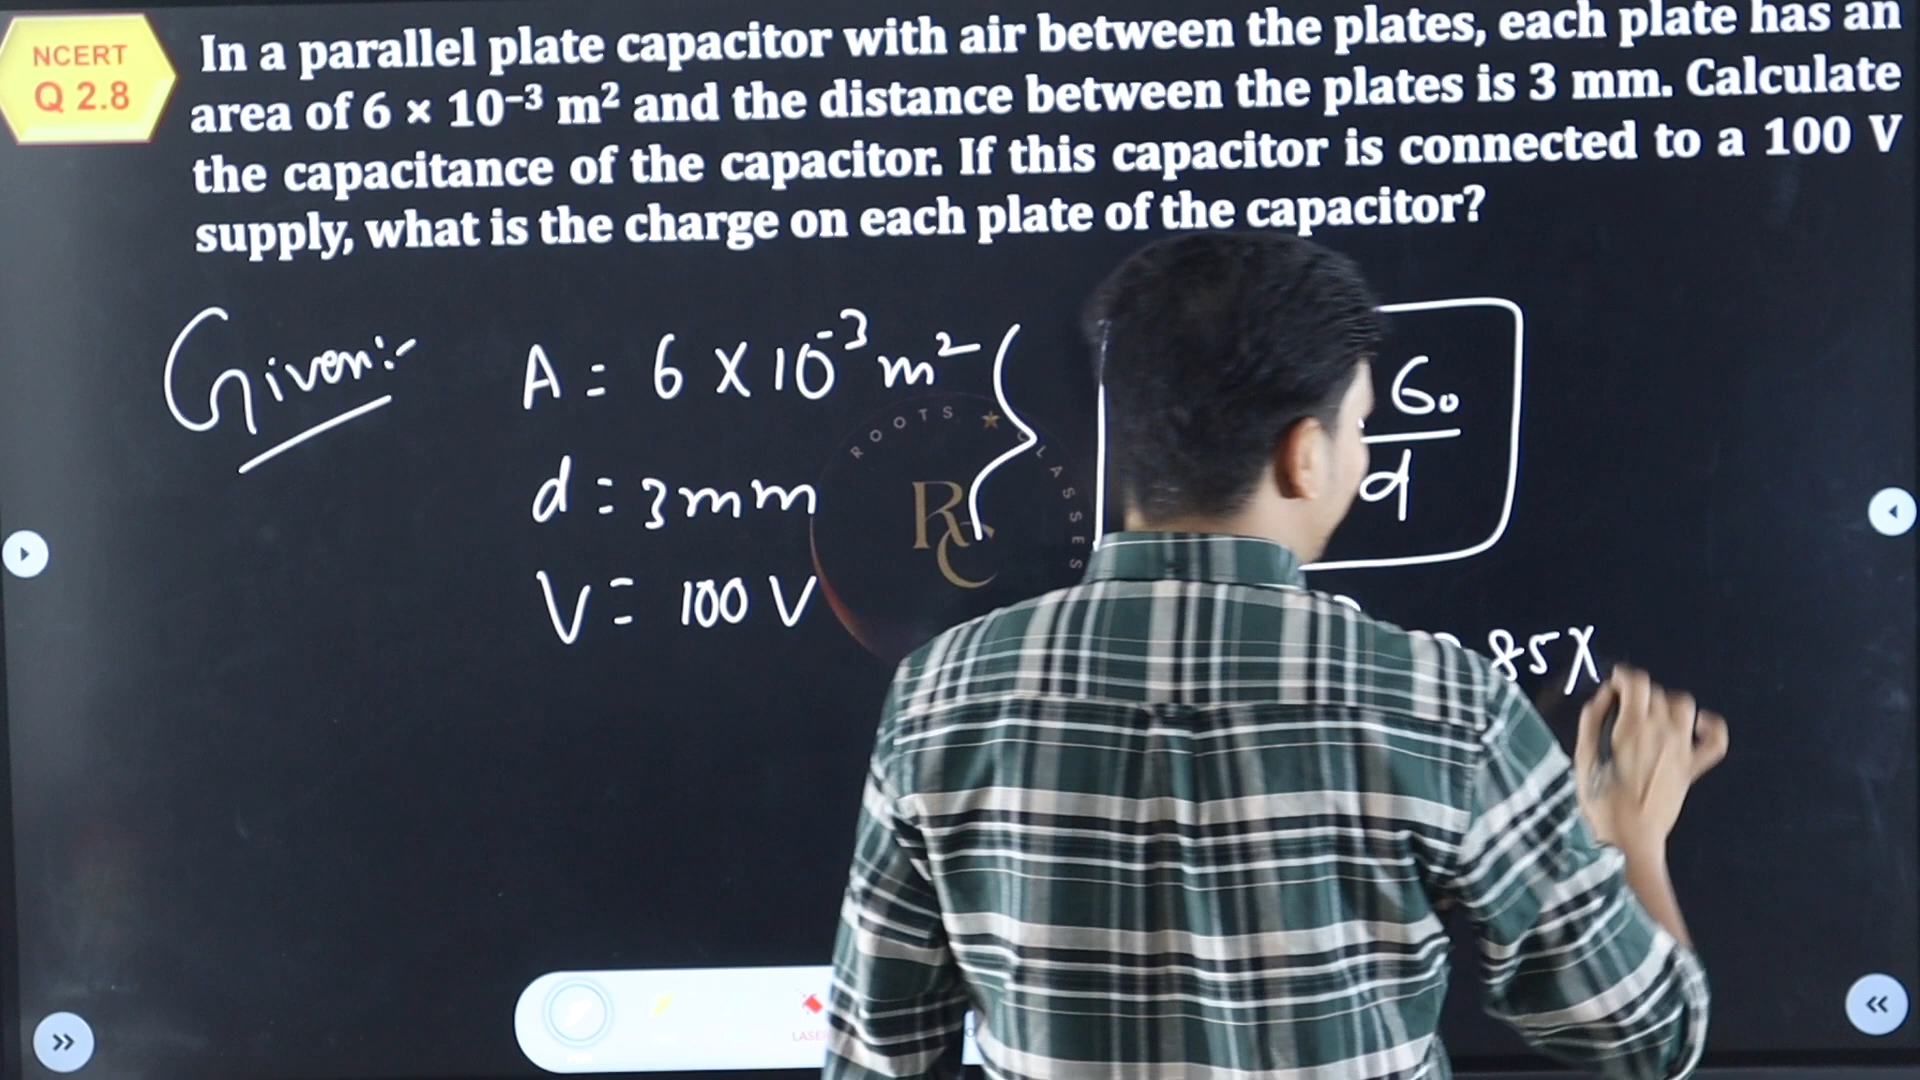 NCERT
Q 2.8
In a parallel plate capacitor with air between the plates, each plate has an
area of 6 × 10⁻³ m² and the distance between the plates is 3 mm. Calculate
the capacitance of the capacitor. If this capacitor is connected to a 100 V
supply, what is the charge on each plate of the capacitor?
Given:-
A = 6 X 10⁻³ m²
d = 3mm
V = 100 V
ROOTS ★ CLASSES
RC
ϵ₀
d
85 X
LASER